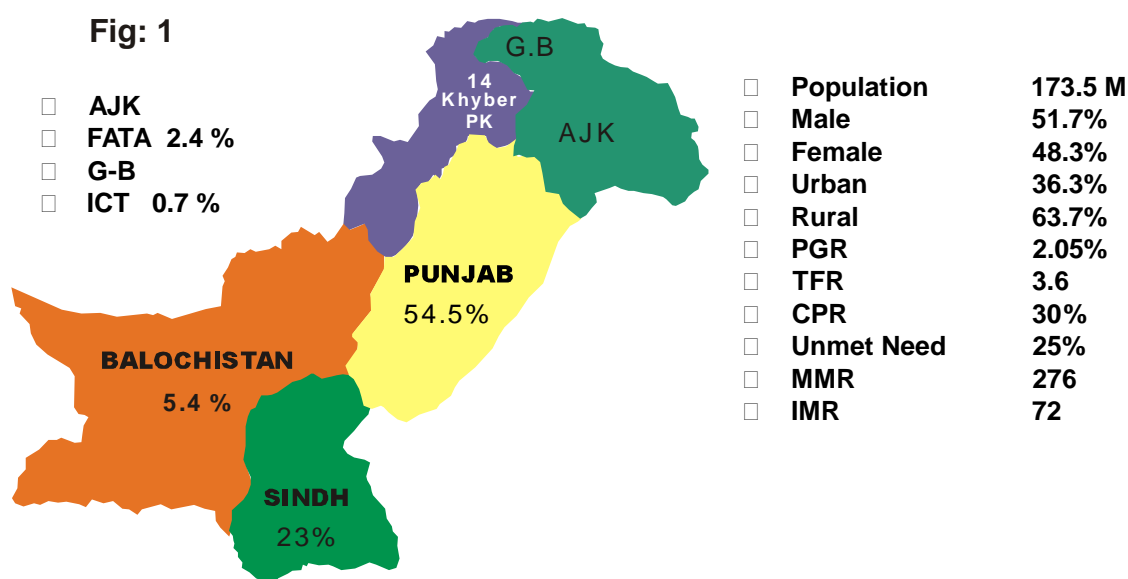 Fig: 1
□ AJK
□ FATA 2.4 %
□ G-B
□ ICT 0.7 %
G.B
14
Khyber
PK
AJK
PUNJAB
54.5%
BALOCHISTAN
5.4 %
SINDH
23%
□ Population 173.5 M
□ Male 51.7%
□ Female 48.3%
□ Urban 36.3%
□ Rural 63.7%
□ PGR 2.05%
□ TFR 3.6
□ CPR 30%
□ Unmet Need 25%
□ MMR 276
□ IMR 72